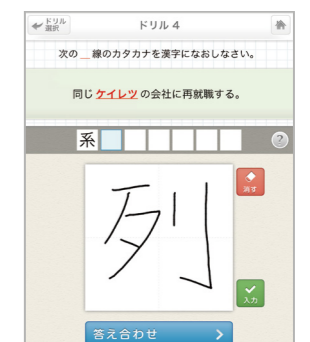 ドリル選択
ドリル 4
次の＿線のカタカナを漢字になおしなさい。
同じ ケイレツ の会社に再就職する。
系
?
列
消す
入力
答え合わせ